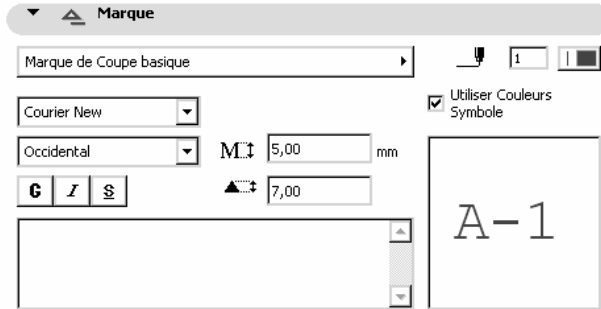 Marque
Marque de Coupe basique
1
Utiliser Couleurs
Symbole
Courier New
Occidental
M
5,00
mm
G I S
7,00
A-1